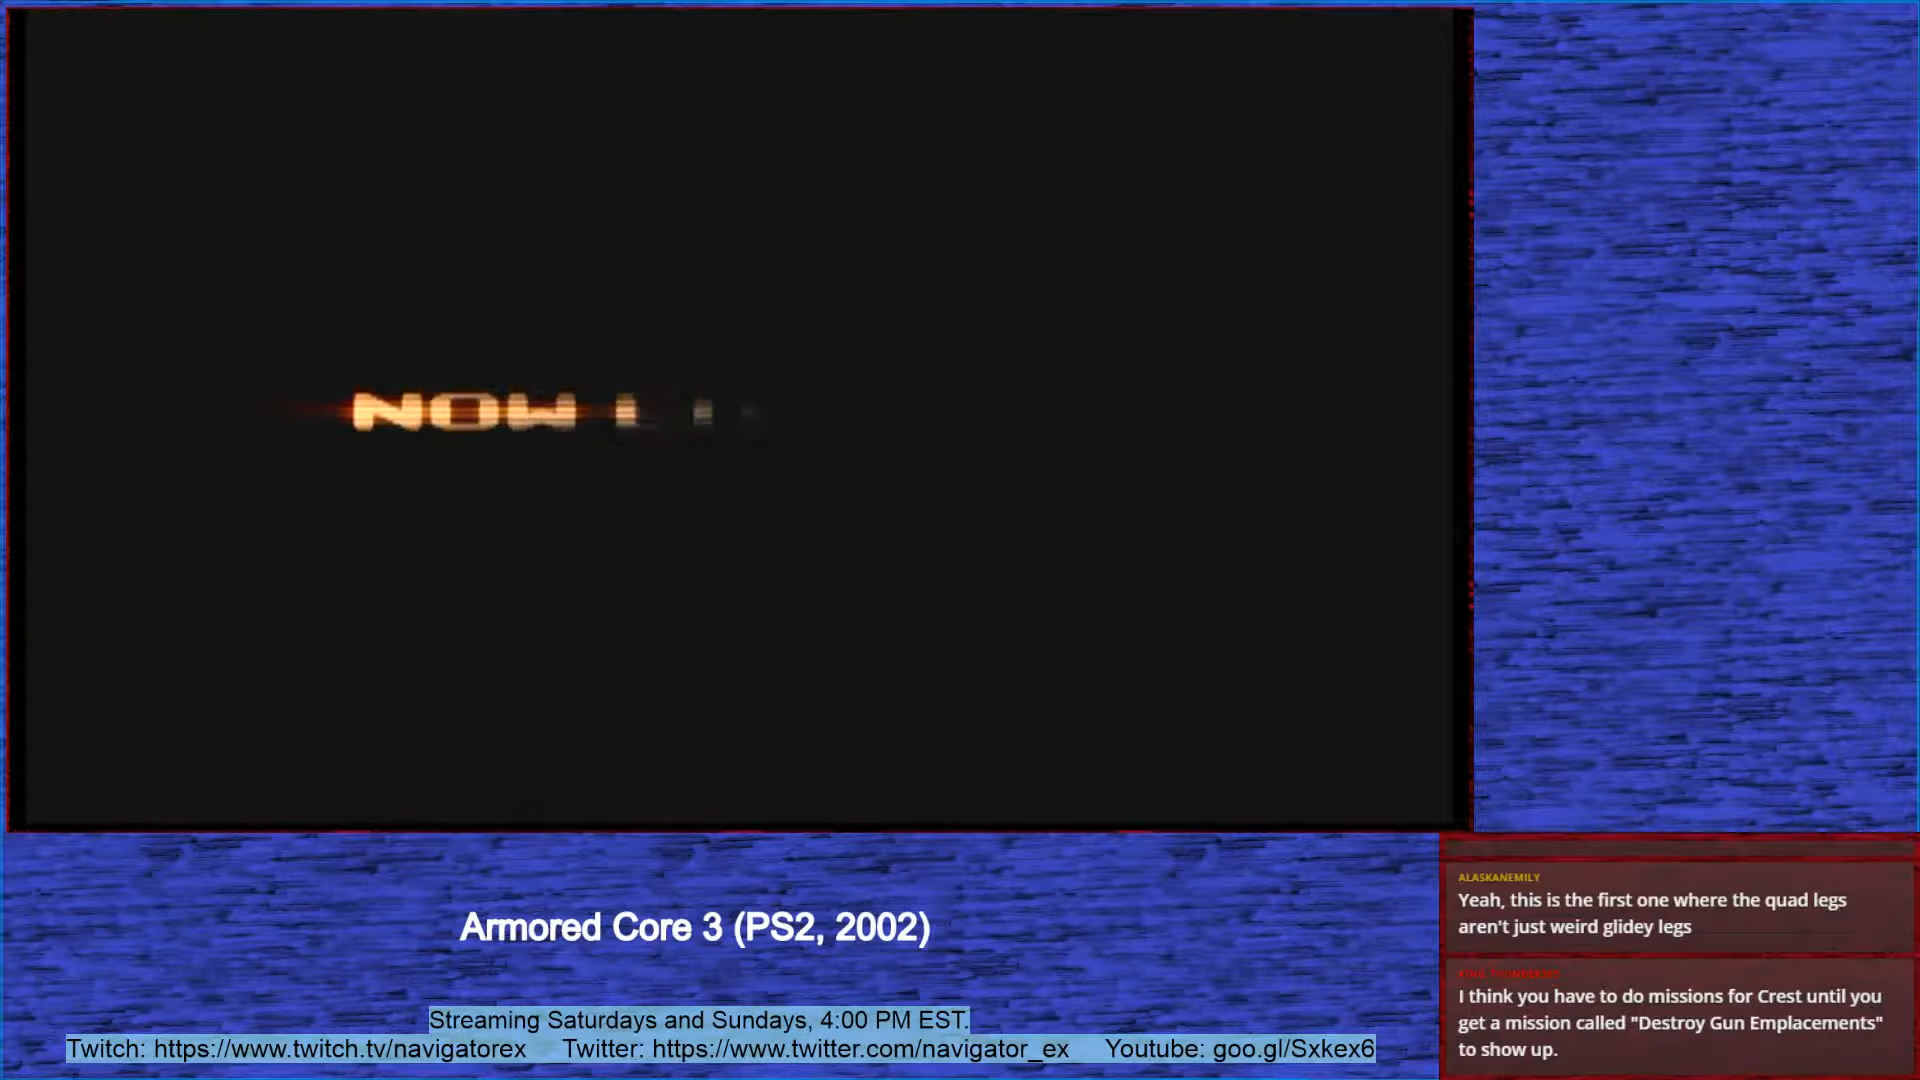 NOW L
Armored Core 3 (PS2, 2002)
Streaming Saturdays and Sundays, 4:00 PM EST.
Twitch: https://www.twitch.tv/navigatorex Twitter: https://www.twitter.com/navigator_ex Youtube: goo.gl/Sxkex6
ALASKANEMILY
Yeah, this is the first one where the quad legs
aren't just weird glidey legs
I think you have to do missions for Crest until you
get a mission called "Destroy Gun Emplacements"
to show up.